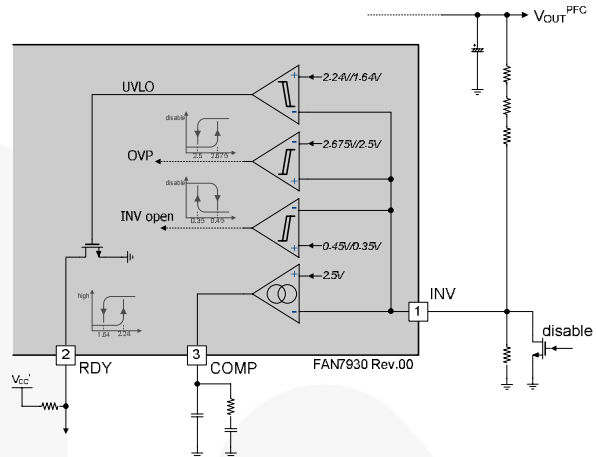 VOUT PFC
UVLO
+
2.24V/1.64V
-
disable
2.5 2.675
OVP
-
2.675V/2.5V
+
disable
0.35 0.45
INV open
-
+
0.45V/0.35V
+
2.5V
-
high
1.64 2.24
1
INV
disable
2
RDY
3
COMP
FAN7930 Rev.00
VCC'